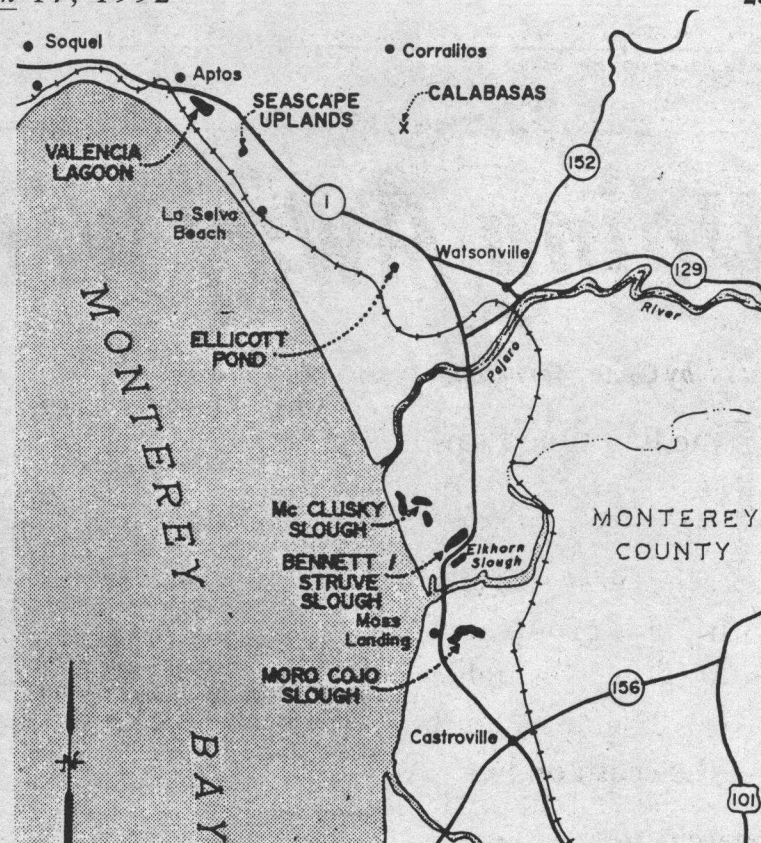 17, 1992
Soquel
Corralitos
Aptos
SEASCAPE
UPLANDS
CALABASAS
VALENCIA
LAGOON
152
1
La Selva
Beach
Watsonville
129
River
ELLICOTT
POND
Pajaro
MONTEREY
BAY
Mc CLUSKY
SLOUGH
MONTEREY
COUNTY
BENNETT /
STRUVE
SLOUGH
Elkhorn
Slough
Moss
Landing
MORO COJO
SLOUGH
156
Castroville
101